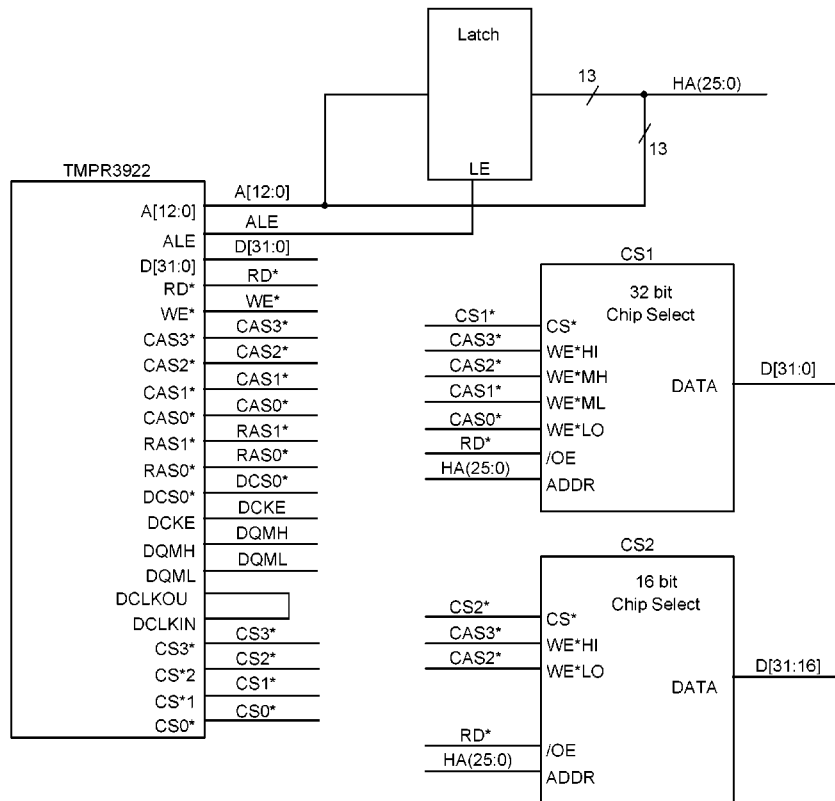 Latch
LE
13
HA(25:0)
13
TMPR3922
A[12:0]
A[12:0]
ALE
ALE
D[31:0]
D[31:0]
RD*
RD*
WE*
WE*
CAS3*
CAS3*
CAS2*
CAS2*
CAS1*
CAS1*
CAS0*
CAS0*
RAS1*
RAS1*
RAS0*
RAS0*
DCS0*
DCS0*
DCKE
DCKE
DQMH
DQMH
DQML
DQML
DCLKOU
DCLKIN
CS3*
CS3*
CS*2
CS2*
CS*1
CS1*
CS0*
CS0*
CS1
32 bit
Chip Select
CS1*
CS*
CAS3*
WE*HI
CAS2*
WE*MH
CAS1*
WE*ML
CAS0*
WE*LO
RD*
/OE
HA(25:0)
ADDR
DATA
D[31:0]
CS2
16 bit
Chip Select
CS2*
CS*
CAS3*
WE*HI
CAS2*
WE*LO
DATA
D[31:16]
RD*
/OE
HA(25:0)
ADDR